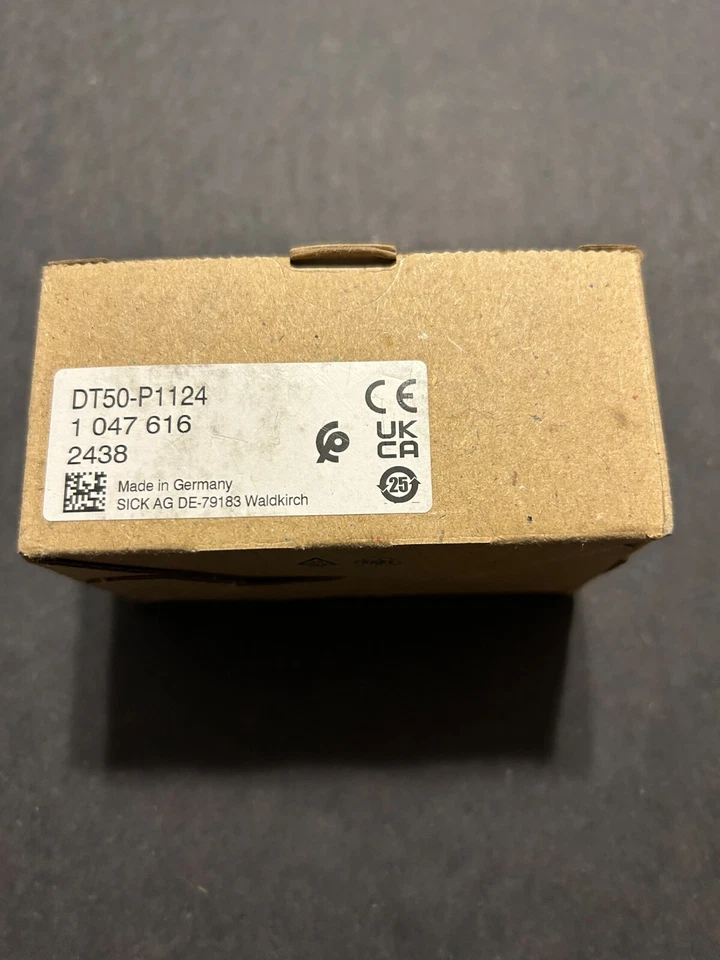 DT50-P1124
1 047 616
2438
Made in Germany
SICK AG DE-79183 Waldkirch
CE
UK
CA
25